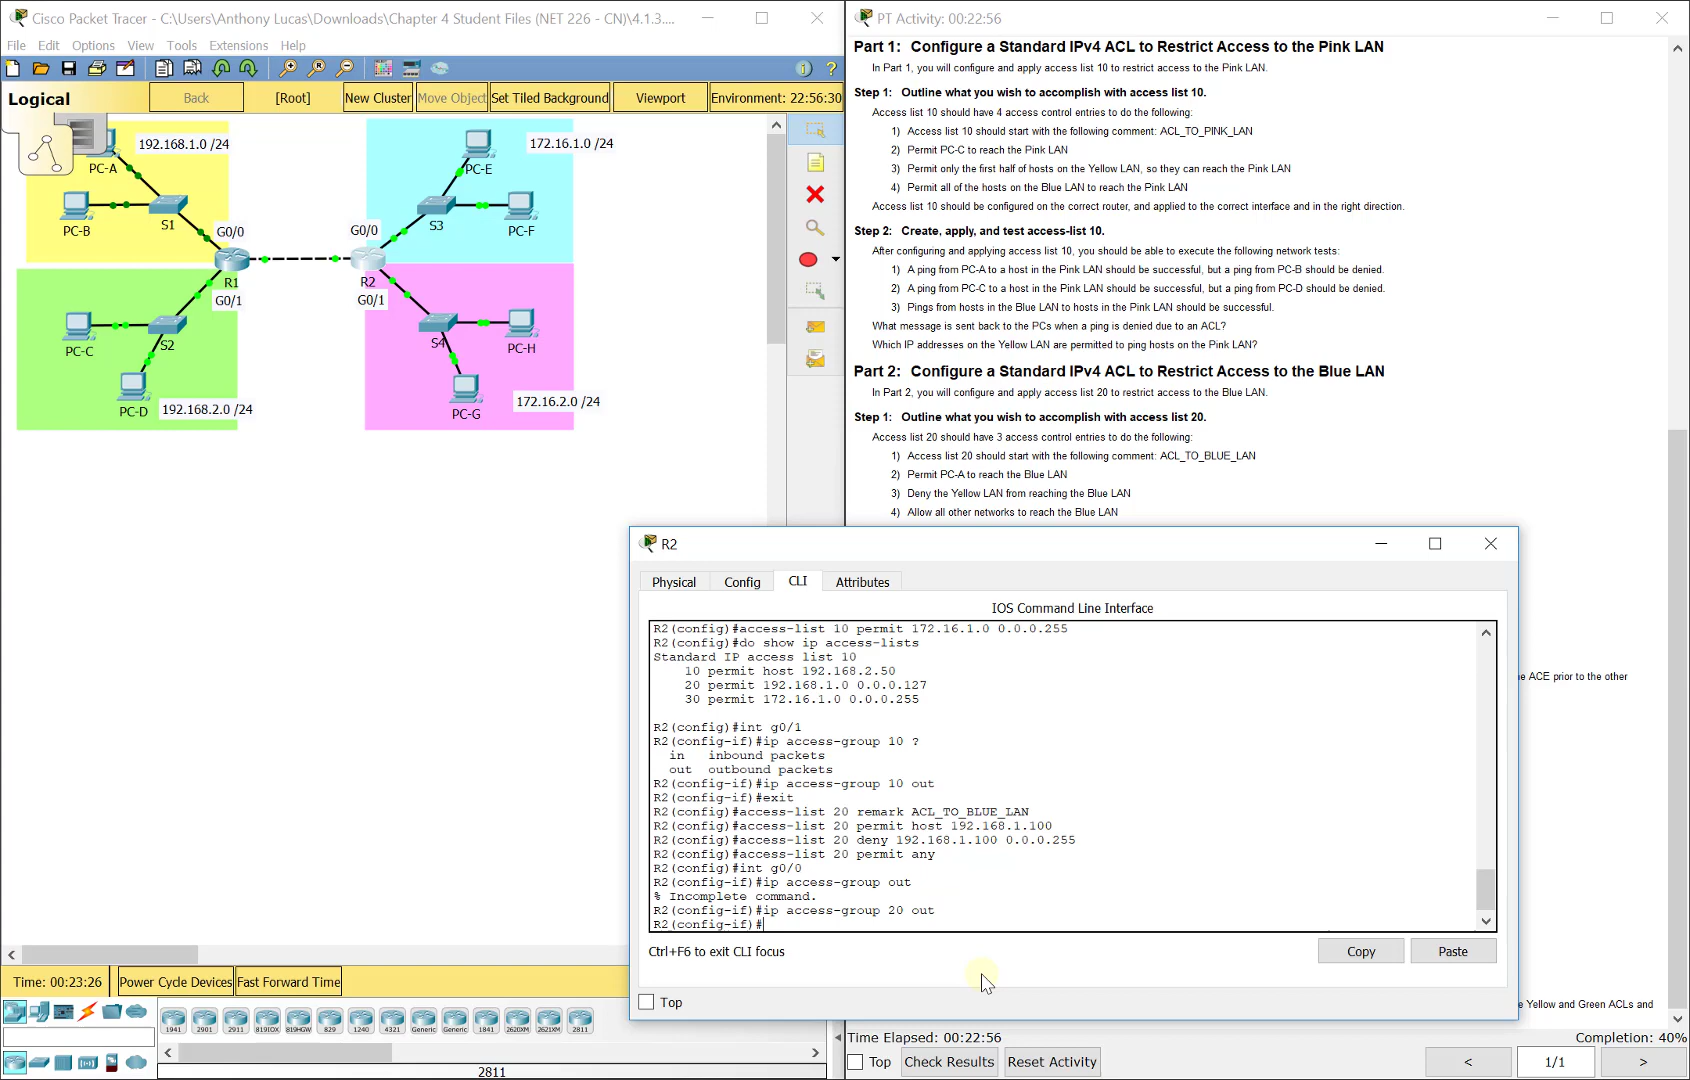 Cisco Packet Tracer - C:\Users\Anthony Lucas\Downloads\Chapter 4 Student Files (NET 226 - CN)\4.1.3....
File Edit Options View Tools Extensions Help
Logical
Back
[Root]
New Cluster
Move Object
Set Tiled Background
Viewport
Environment: 22:56:30
192.168.1.0 /24
PC-A
PC-B
S1
G0/0
R1
G0/1
172.16.1.0 /24
PC-E
S3
PC-F
G0/0
R2
G0/1
PC-C
S2
PC-D
192.168.2.0 /24
S4
PC-H
PC-G
172.16.2.0 /24
PT Activity: 00:22:56
Part 1: Configure a Standard IPv4 ACL to Restrict Access to the Pink LAN
In Part 1, you will configure and apply access list 10 to restrict access to the Pink LAN.
Step 1: Outline what you wish to accomplish with access list 10.
Access list 10 should have 4 access control entries to do the following:
1) Access list 10 should start with the following comment: ACL_TO_PINK_LAN
2) Permit PC-C to reach the Pink LAN
3) Permit only the first half of hosts on the Yellow LAN, so they can reach the Pink LAN
4) Permit all of the hosts on the Blue LAN to reach the Pink LAN
Access list 10 should be configured on the correct router, and applied to the correct interface and in the right direction.
Step 2: Create, apply, and test access-list 10.
After configuring and applying access list 10, you should be able to execute the following network tests:
1) A ping from PC-A to a host in the Pink LAN should be successful, but a ping from PC-B should be denied.
2) A ping from PC-C to a host in the Pink LAN should be successful, but a ping from PC-D should be denied.
3) Pings from hosts in the Blue LAN to hosts in the Pink LAN should be successful.
What message is sent back to the PCs when a ping is denied due to an ACL?
Which IP addresses on the Yellow LAN are permitted to ping hosts on the Pink LAN?
Part 2: Configure a Standard IPv4 ACL to Restrict Access to the Blue LAN
In Part 2, you will configure and apply access list 20 to restrict access to the Blue LAN.
Step 1: Outline what you wish to accomplish with access list 20.
Access list 20 should have 3 access control entries to do the following:
1) Access list 20 should start with the following comment: ACL_TO_BLUE_LAN
2) Permit PC-A to reach the Blue LAN
3) Deny the Yellow LAN from reaching the Blue LAN
4) Allow all other networks to reach the Blue LAN
e ACE prior to the other
e Yellow and Green ACLs and
R2
Physical Config CLI Attributes
IOS Command Line Interface
R2(config)#access-list 10 permit 172.16.1.0 0.0.0.255
R2(config)#do show ip access-lists
Standard IP access list 10
10 permit host 192.168.2.50
20 permit 192.168.1.0 0.0.0.127
30 permit 172.16.1.0 0.0.0.255
R2(config)#int g0/1
R2(config-if)#ip access-group 10 ?
in inbound packets
out outbound packets
R2(config-if)#ip access-group 10 out
R2(config-if)#exit
R2(config)#access-list 20 remark ACL_TO_BLUE_LAN
R2(config)#access-list 20 permit host 192.168.1.100
R2(config)#access-list 20 deny 192.168.1.100 0.0.0.255
R2(config)#access-list 20 permit any
R2(config)#int g0/0
R2(config-if)#ip access-group out
% Incomplete command.
R2(config-if)#ip access-group 20 out
R2(config-if)#
Ctrl+F6 to exit CLI focus
Copy
Paste
Top
Time: 00:23:26
Power Cycle Devices
Fast Forward Time
1941 2901 2911 819IOX 819HGW 829 1240 4321 Generic Generic 1841 2620XM 2621XM 2811
2811
Time Elapsed: 00:22:56
Completion: 40%
Top
Check Results
Reset Activity
<
1/1
>